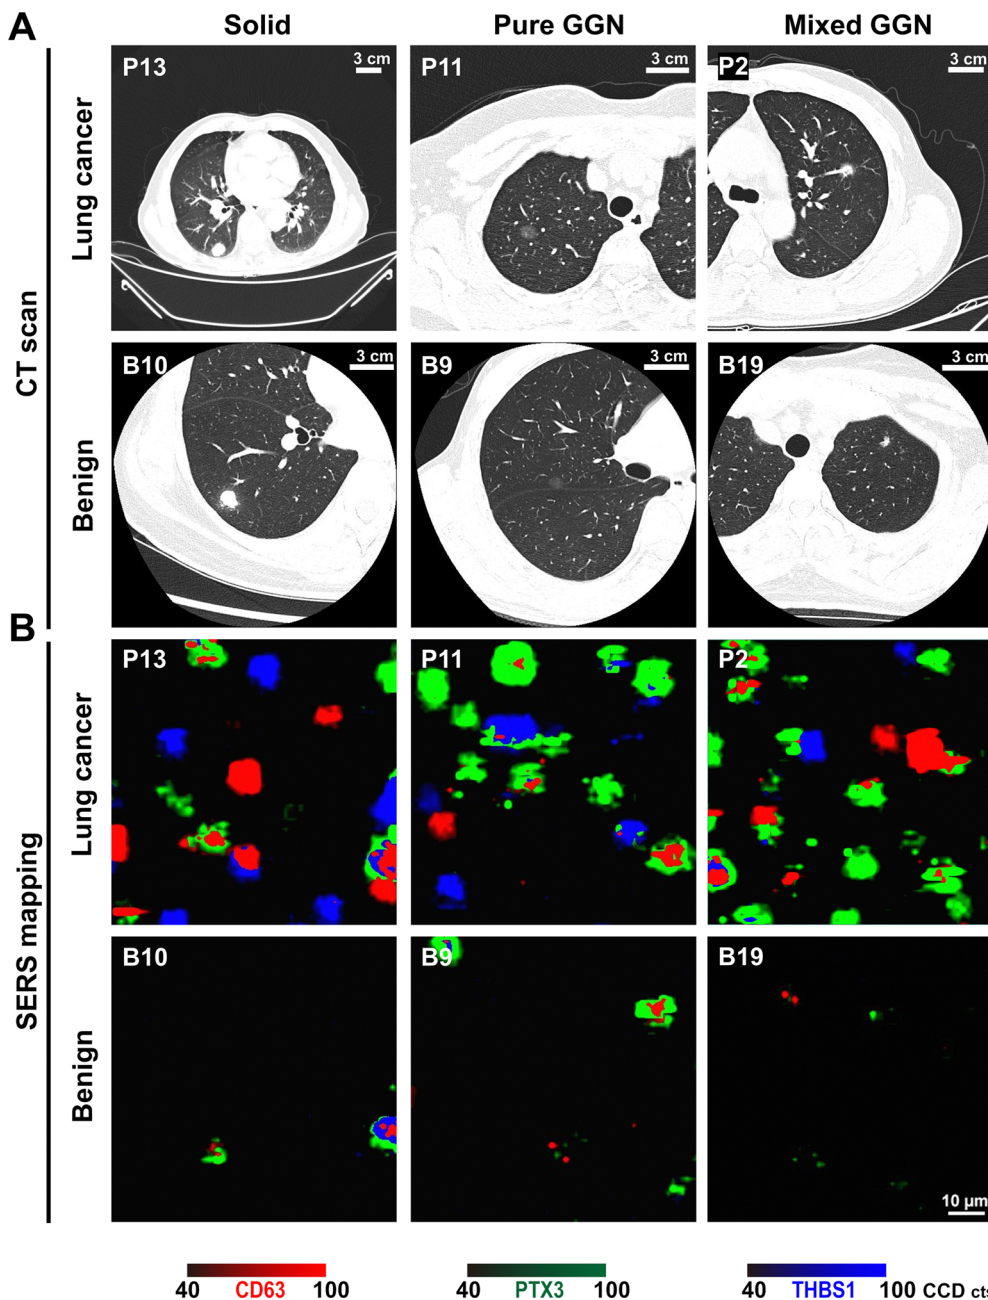 A
Solid
Pure GGN
Mixed GGN
CT scan
Lung cancer
P13
3 cm
P11
3 cm
P2
3 cm
Benign
B10
3 cm
B9
3 cm
B19
3 cm
B
SERS mapping
Lung cancer
P13
P11
P2
Benign
B10
B9
B19
10 µm
40 CD63 100
40 PTX3 100
40 THBS1 100 CCD cts